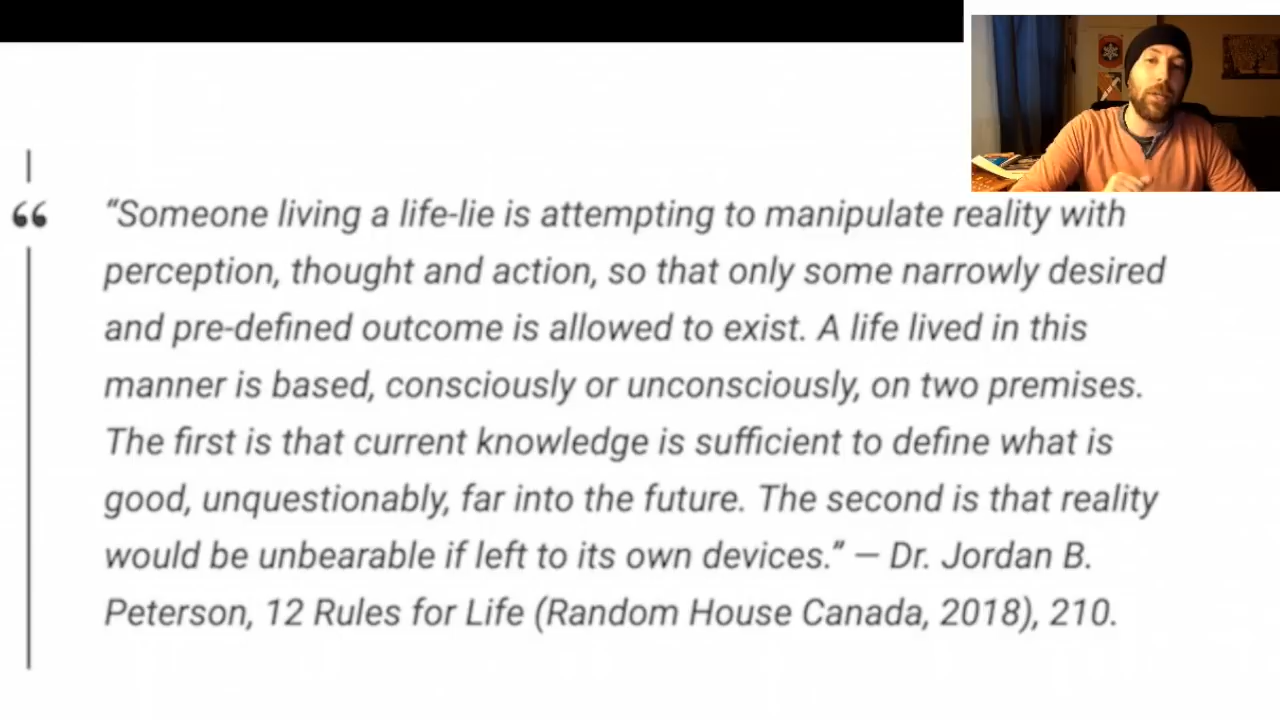 “Someone living a life-lie is attempting to manipulate reality with
perception, thought and action, so that only some narrowly desired
and pre-defined outcome is allowed to exist. A life lived in this
manner is based, consciously or unconsciously, on two premises.
The first is that current knowledge is sufficient to define what is
good, unquestionably, far into the future. The second is that reality
would be unbearable if left to its own devices.” — Dr. Jordan B.
Peterson, 12 Rules for Life (Random House Canada, 2018), 210.